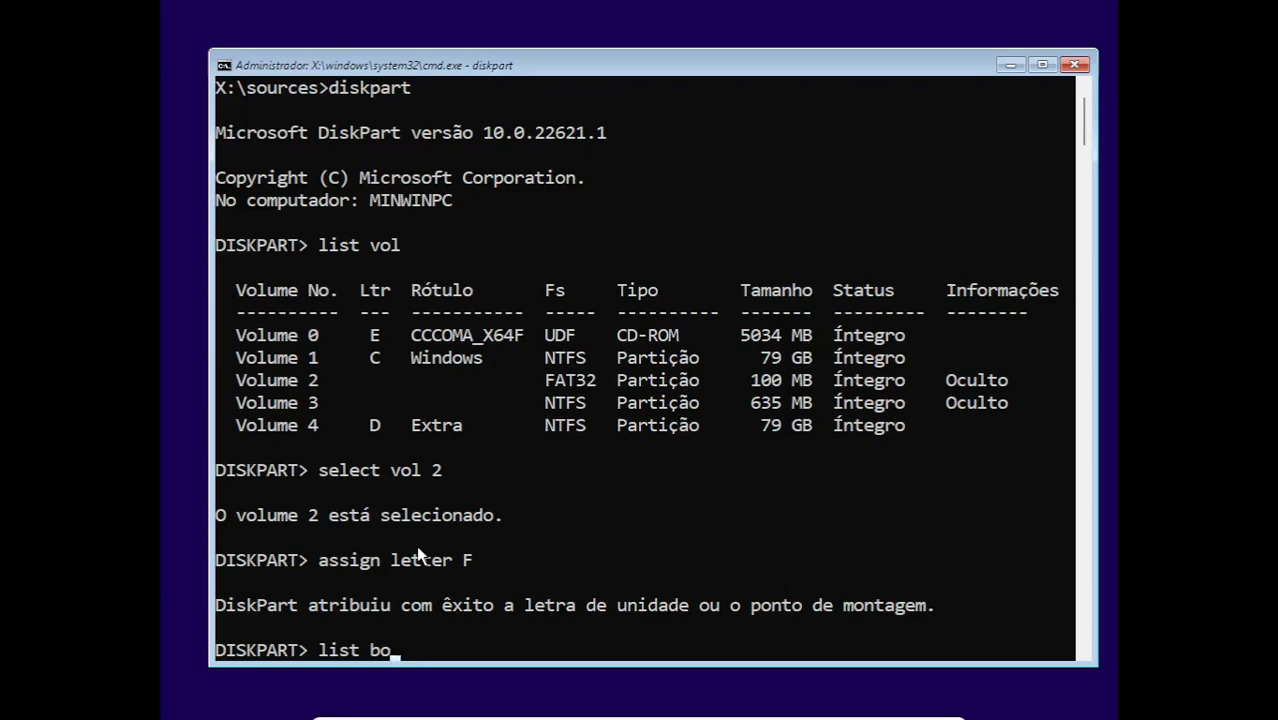 Administrador: X:\windows\system32\cmd.exe - diskpart
X:\sources>diskpart
Microsoft DiskPart versão 10.0.22621.1
Copyright (C) Microsoft Corporation.
No computador: MINWINPC
DISKPART> list vol
Volume No. Ltr Rótulo Fs Tipo Tamanho Status Informações
---------- --- ----------- ----- ---------- ------- --------- --------
Volume 0 E CCCOMA_X64F UDF CD-ROM 5034 MB Íntegro
Volume 1 C Windows NTFS Partição 79 GB Íntegro
Volume 2 FAT32 Partição 100 MB Íntegro Oculto
Volume 3 NTFS Partição 635 MB Íntegro Oculto
Volume 4 D Extra NTFS Partição 79 GB Íntegro
DISKPART> select vol 2
O volume 2 está selecionado.
DISKPART> assign letter F
DiskPart atribuiu com êxito a letra de unidade ou o ponto de montagem.
DISKPART> list bo_